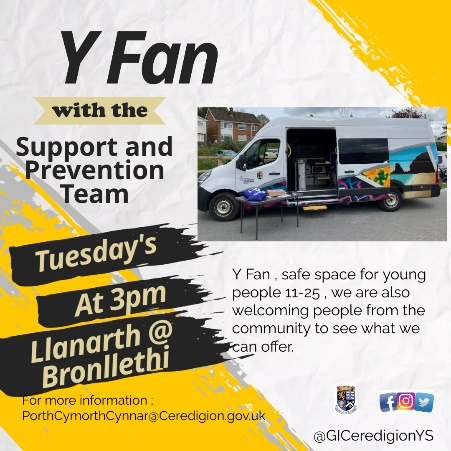 Y Fan
with the
Support and
Prevention
Team
Tuesday's
At 3pm
Llanarth @
Bronllethi
Y Fan , safe space for young
people 11-25 , we are also
welcoming people from the
community to see what we
can offer.
For more information ;
PorthCymorthCynnar@Ceredigion.gov.uk
@GICeredigionYS